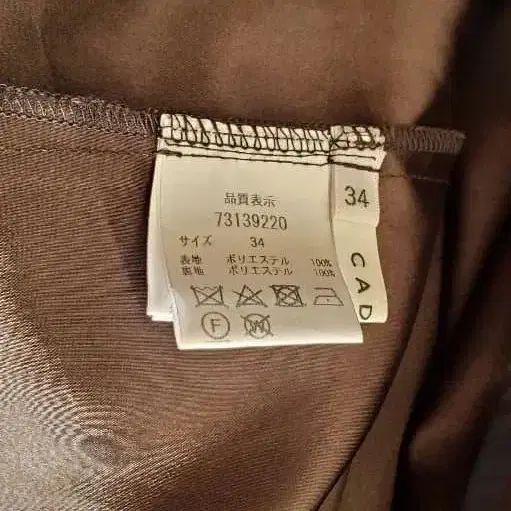 品質表示
73139220
サイズ 34
表地 ポリエステル 100%
裏地 ポリエステル 100%
F W
34
CAD